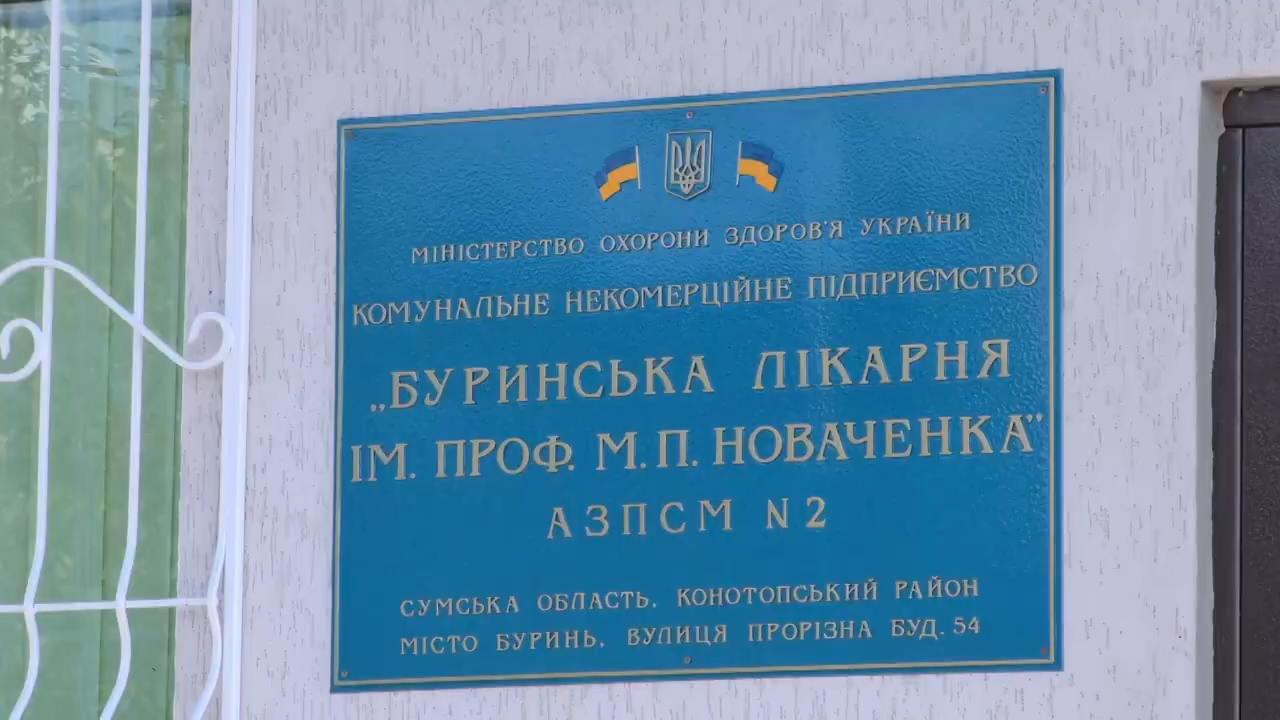 МІНІСТЕРСТВО ОХОРОНИ ЗДОРОВ'Я УКРАЇНИ
КОМУНАЛЬНЕ НЕКОМЕРЦІЙНЕ ПІДПРИЄМСТВО
„БУРИНСЬКА ЛІКАРНЯ
ІМ. ПРОФ. М.П. НОВАЧЕНКА"
АЗПСМ N 2
СУМСЬКА ОБЛАСТЬ. КОНОТОПСЬКИЙ РАЙОН
МІСТО БУРИНЬ. ВУЛИЦЯ ПРОРІЗНА БУД. 54